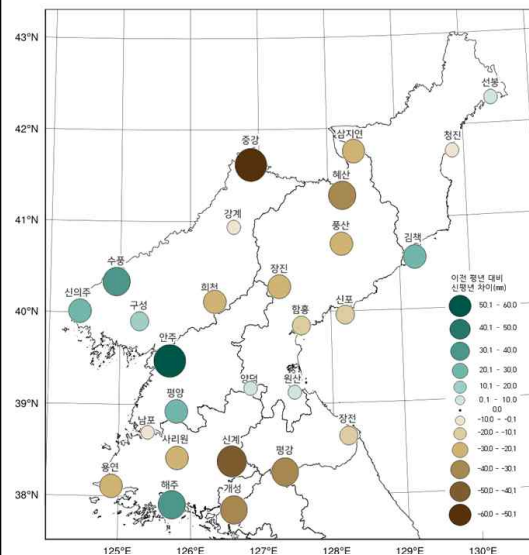 43°N
선봉
42°N
중강
삼지연
청진
혜산
41°N
강계
풍산
김책
수풍
신의주
구성
희천
장진
이전 평년 대비
신평년 차이(mm)
50.1 - 60.0
40.1 - 50.0
30.1 - 40.0
20.1 - 30.0
10.1 - 20.0
0.1 - 10.0
0.0
-10.0 - -0.1
-20.0 - -10.1
-30.0 - -20.1
-40.0 - -30.1
-50.0 - -40.1
-60.0 - -50.1
40°N
함흥
신포
안주
양덕
원산
39°N
평양
남포
사리원
신계
평강
장전
용연
해주
개성
38°N
125°E
126°E
127°E
128°E
129°E
130°E